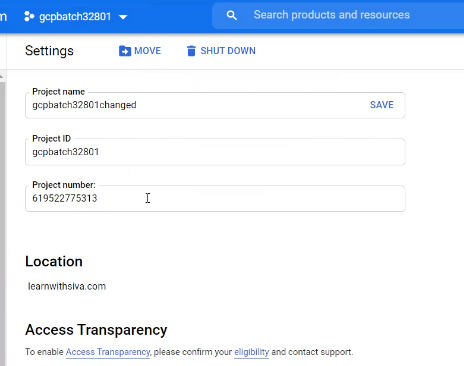 m gcpbatch32801 Search products and resources
Settings MOVE SHUT DOWN
Project name
gcpbatch32801changed SAVE
Project ID
gcpbatch32801
Project number:
619522775313
Location
learnwithsiva.com
Access Transparency
To enable Access Transparency, please confirm your eligibility and contact support.